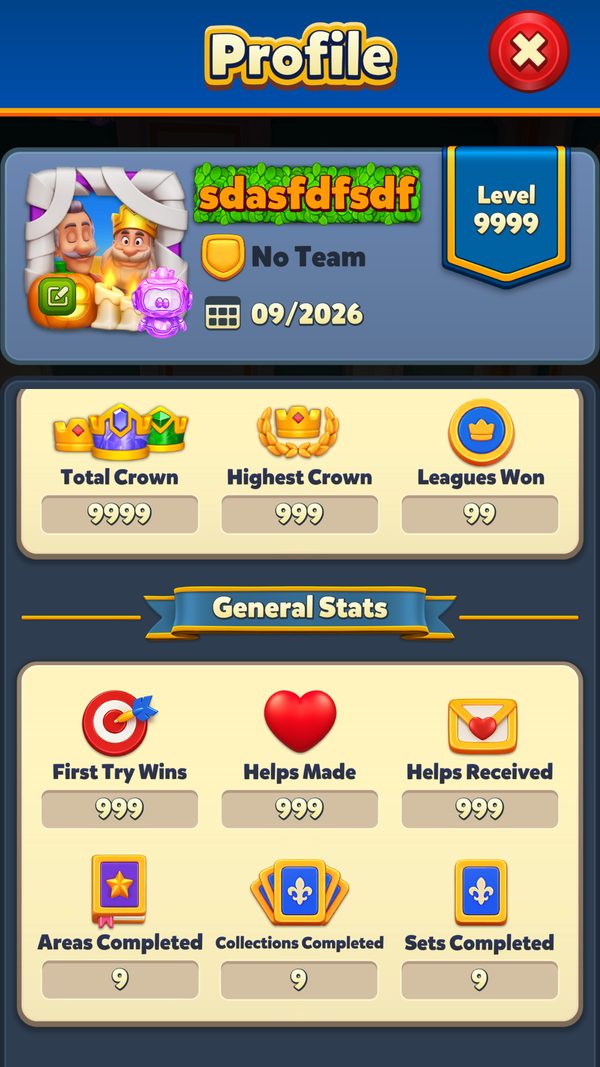 Profile
sdasfdfsdf
Level
9999
No Team
09/2026
Total Crown
Highest Crown
Leagues Won
9999
999
99
General Stats
First Try Wins
Helps Made
Helps Received
999
999
999
Areas Completed
Collections Completed
Sets Completed
9
9
9